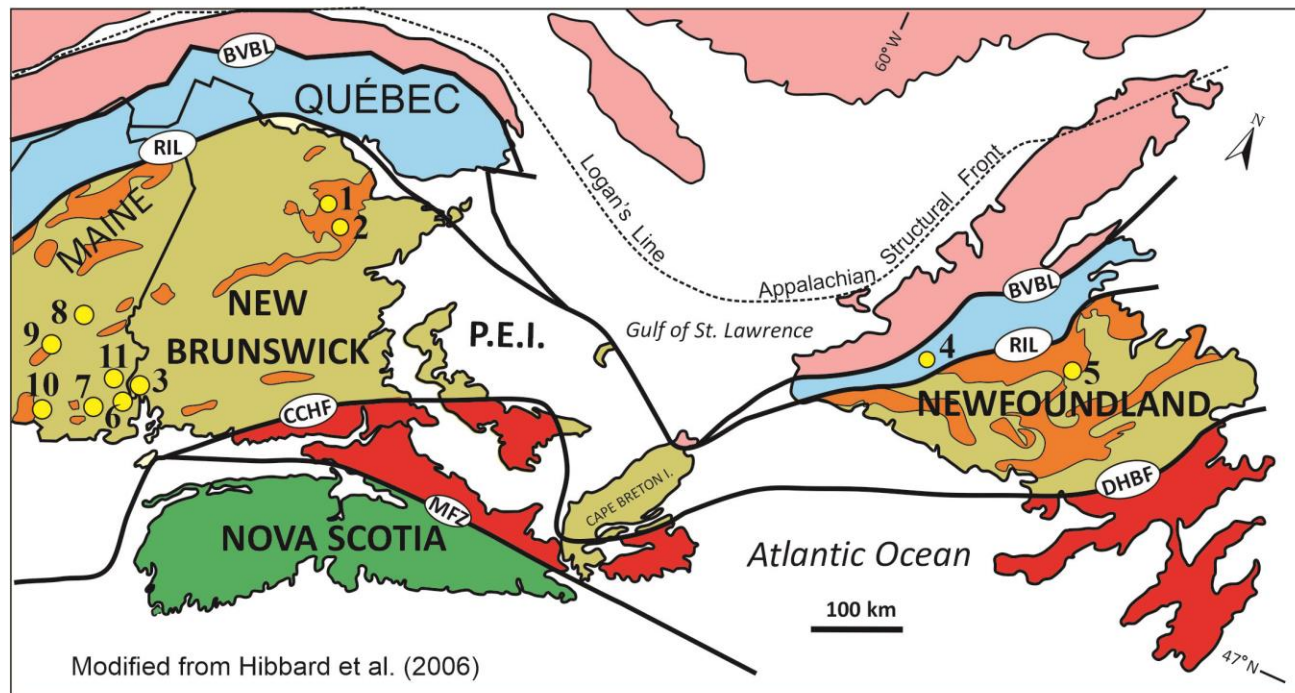 BVBL
QUÉBEC
60°W
N
RIL
MAINE
1
2
Logan's Line
Appalachian Structural Front
NEW
BRUNSWICK
P.E.I.
Gulf of St. Lawrence
BVBL
RIL
4
5
8
9
11
3
10
7
6
NEWFOUNDLAND
CCHF
CAPE BRETON I.
DHBF
MFZ
NOVA SCOTIA
Atlantic Ocean
100 km
47°N
Modified from Hibbard et al. (2006)